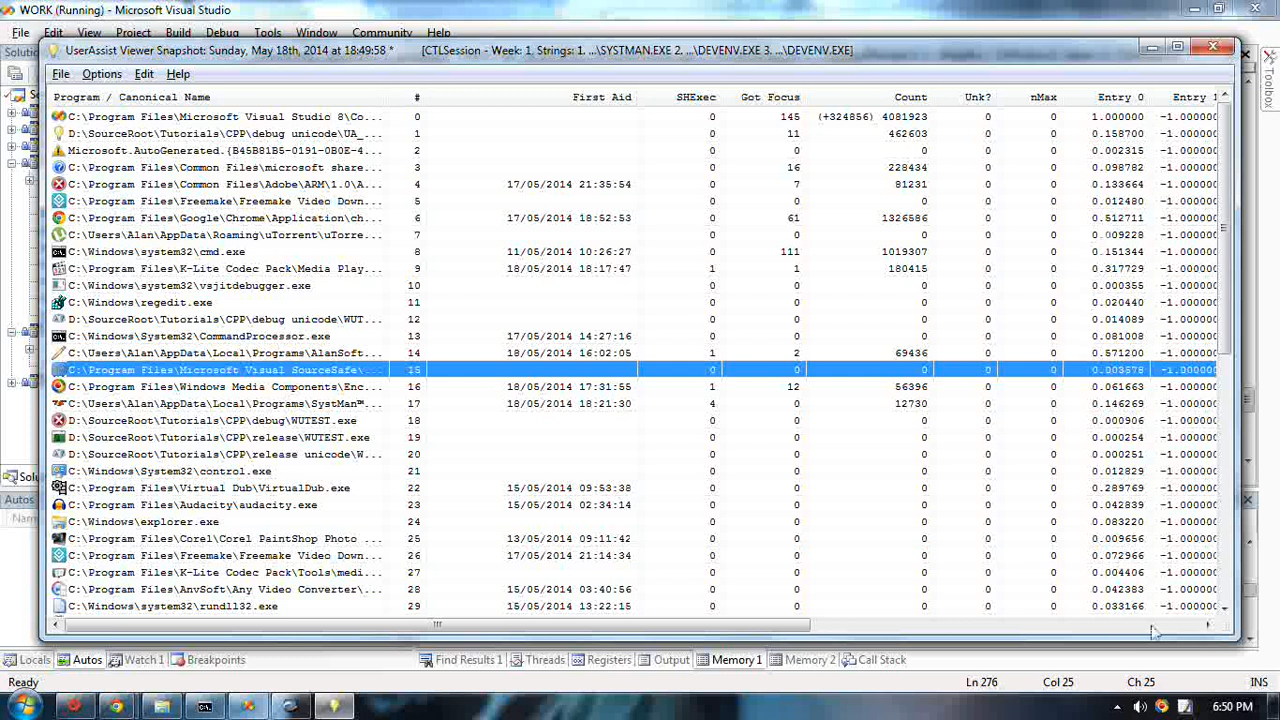 WORK (Running) - Microsoft Visual Studio
File Edit View Project Build Debug Tools Window Community Help
UserAssist Viewer Snapshot: Sunday, May 18th, 2014 at 18:49:58 * [CTLSession - Week: 1, Strings: 1. ...\SYSTMAN.EXE 2. ...\DEVENV.EXE 3. ...\DEVENV.EXE]
File Options Edit Help
Program / Canonical Name # First Aid SHExec Got Focus Count Unk? nMax Entry 0 Entry
C:\Program Files\Microsoft Visual Studio 8\Co... 0 0 145 (+324856) 4081923 0 0 1.000000 -1.000000
D:\SourceRoot\Tutorials\CPP\debug unicode\UA_... 1 0 11 462603 0 0 0.158700 -1.000000
Microsoft.AutoGenerated.{B45B81B5-0191-0B0E-4... 2 0 0 0 0 0 0.002315 -1.000000
C:\Program Files\Common Files\microsoft share... 3 0 16 228434 0 0 0.098782 -1.000000
C:\Program Files\Common Files\Adobe\ARM\1.0\A... 4 17/05/2014 21:35:54 0 7 81231 0 0 0.133664 -1.000000
C:\Program Files\Freemake\Freemake Video Down... 5 0 0 0 0 0 0.012480 -1.000000
C:\Program Files\Google\Chrome\Application\ch... 6 17/05/2014 18:52:53 0 61 1326586 0 0 0.512711 -1.000000
C:\Users\Alan\AppData\Roaming\uTorrent\uTorre... 7 0 0 0 0 0 0.009228 -1.000000
C:\Windows\system32\cmd.exe 8 11/05/2014 10:26:27 0 111 1019307 0 0 0.151344 -1.000000
C:\Program Files\K-Lite Codec Pack\Media Play... 9 18/05/2014 18:17:47 1 1 180415 0 0 0.317729 -1.000000
C:\Windows\system32\vsjitdebugger.exe 10 0 0 0 0 0 0.000355 -1.000000
C:\Windows\regedit.exe 11 0 0 0 0 0 0.020440 -1.000000
D:\SourceRoot\Tutorials\CPP\debug unicode\WUT... 12 0 0 0 0 0 0.014089 -1.000000
C:\Windows\System32\CommandProcessor.exe 13 17/05/2014 14:27:16 0 0 0 0 0 0.081008 -1.000000
C:\Users\Alan\AppData\Local\Programs\AlanSoft... 14 18/05/2014 16:02:05 1 2 69436 0 0 0.571200 -1.000000
C:\Program Files\Microsoft Visual SourceSafe\... 15 0 0 0 0 0 0.003578 -1.000000
C:\Program Files\Windows Media Components\Enc... 16 18/05/2014 17:31:55 1 12 56396 0 0 0.061663 -1.000000
C:\Users\Alan\AppData\Local\Programs\SystMan™... 17 18/05/2014 18:21:30 4 0 12730 0 0 0.146269 -1.000000
D:\SourceRoot\Tutorials\CPP\debug\WUTEST.exe 18 0 0 0 0 0 0.000906 -1.000000
D:\SourceRoot\Tutorials\CPP\release\WUTEST.exe 19 0 0 0 0 0 0.000254 -1.000000
D:\SourceRoot\Tutorials\CPP\release unicode\W... 20 0 0 0 0 0 0.000251 -1.000000
C:\Windows\System32\control.exe 21 0 0 0 0 0 0.012829 -1.000000
C:\Program Files\Virtual Dub\VirtualDub.exe 22 15/05/2014 09:53:38 0 0 0 0 0 0.289769 -1.000000
C:\Program Files\Audacity\audacity.exe 23 15/05/2014 02:34:14 0 0 0 0 0 0.042839 -1.000000
C:\Windows\explorer.exe 24 0 0 0 0 0 0.083220 -1.000000
C:\Program Files\Corel\Corel PaintShop Photo ... 25 13/05/2014 09:11:42 0 0 0 0 0 0.009656 -1.000000
C:\Program Files\Freemake\Freemake Video Down... 26 17/05/2014 21:14:34 0 0 0 0 0 0.072966 -1.000000
C:\Program Files\K-Lite Codec Pack\Tools\medi... 27 0 0 0 0 0 0.004406 -1.000000
C:\Program Files\AnvSoft\Any Video Converter\... 28 15/05/2014 03:40:56 0 0 0 0 0 0.042383 -1.000000
C:\Windows\system32\rundll32.exe 29 15/05/2014 13:22:15 0 0 0 0 0 0.033166 -1.000000
Toolbox
Autos
Locals Autos Watch 1 Breakpoints Find Results 1 Threads Registers Output Memory 1 Memory 2 Call Stack
Ready Ln 276 Col 25 Ch 25 INS
6:50 PM